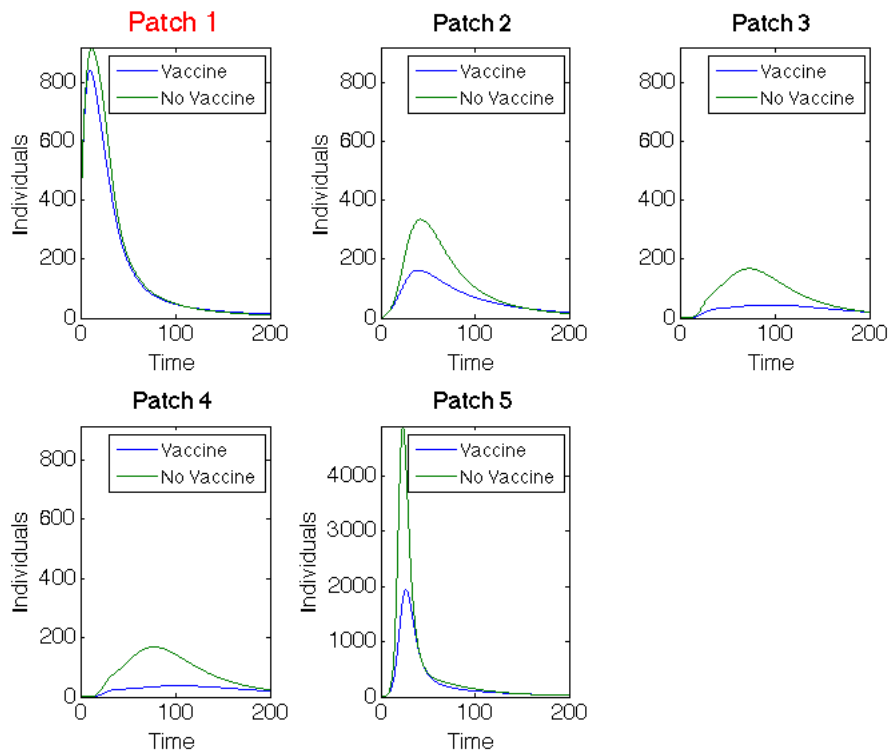 Patch 1
Vaccine
No Vaccine
Individuals
800
600
400
200
0
0 100 200
Time
Patch 2
Vaccine
No Vaccine
Individuals
800
600
400
200
0
0 100 200
Time
Patch 3
Vaccine
No Vaccine
Individuals
800
600
400
200
0
0 100 200
Time
Patch 4
Vaccine
No Vaccine
Individuals
800
600
400
200
0
0 100 200
Time
Patch 5
Vaccine
No Vaccine
Individuals
4000
3000
2000
1000
0
0 100 200
Time